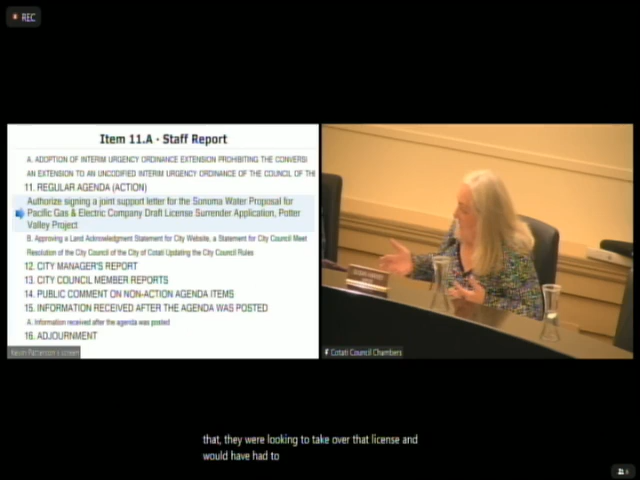 REC
Item 11.A - Staff Report
A. ADOPTION OF INTERIM URGENCY ORDINANCE EXTENSION PROHIBITING THE CONVERSI
AN EXTENSION TO AN UNCODIFIED INTERIM URGENCY ORDINANCE OF THE COUNCIL OF THE
11. REGULAR AGENDA (ACTION)
Authorize signing a joint support letter for the Sonoma Water Proposal for
Pacific Gas & Electric Company Draft License Surrender Application, Potter
Valley Project
B. Approving a Land Acknowledgment Statement for City Website, a Statement for City Council Meet
Resolution of the City Council of the City of Cotati Updating the City Council Rules
12. CITY MANAGER'S REPORT
13. CITY COUNCIL MEMBER REPORTS
14. PUBLIC COMMENT ON NON-ACTION AGENDA ITEMS
15. INFORMATION RECEIVED AFTER THE AGENDA WAS POSTED
A. Information received after the agenda was posted
16. ADJOURNMENT
Cotati Council Chambers
that, they were looking to take over that license and
would have had to